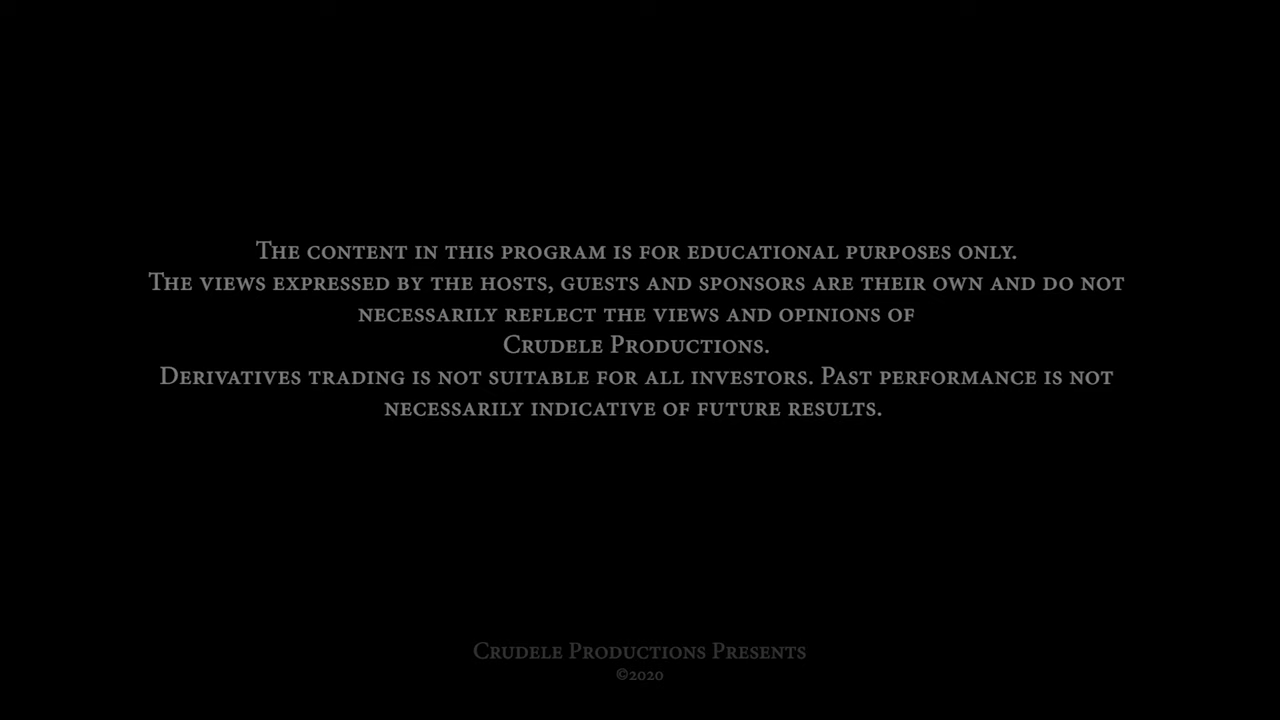 The content in this program is for educational purposes only.
The views expressed by the hosts, guests and sponsors are their own and do not
necessarily reflect the views and opinions of
Crudele Productions.
Derivatives trading is not suitable for all investors. Past performance is not
necessarily indicative of future results.
Crudele Productions Presents
©2020